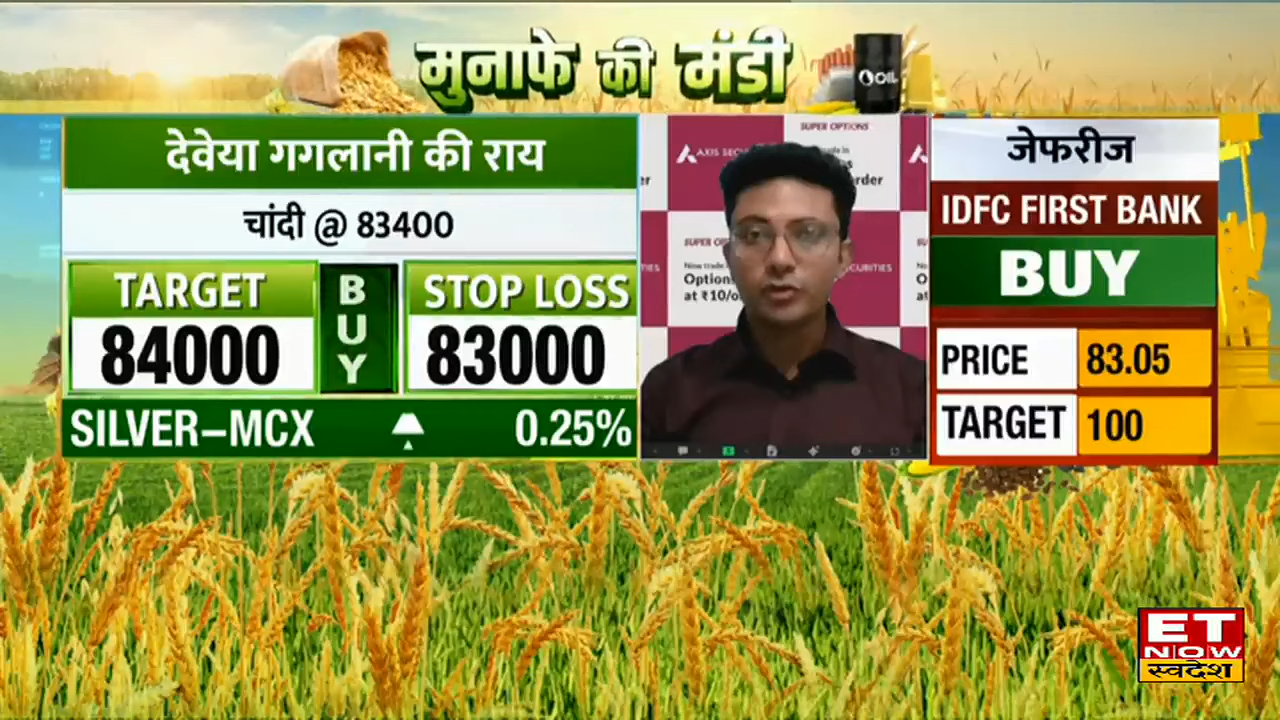 मुनाफे की मंडी
OIL
देवेया गगलानी की राय
चांदी @ 83400
TARGET
84000
BUY
STOP LOSS
83000
SILVER–MCX 0.25%
SUPER OPTIONS
AXIS
Options
at ₹10/o
जेफरीज
IDFC FIRST BANK
BUY
PRICE 83.05
TARGET 100
ET
NOW
स्वदेश